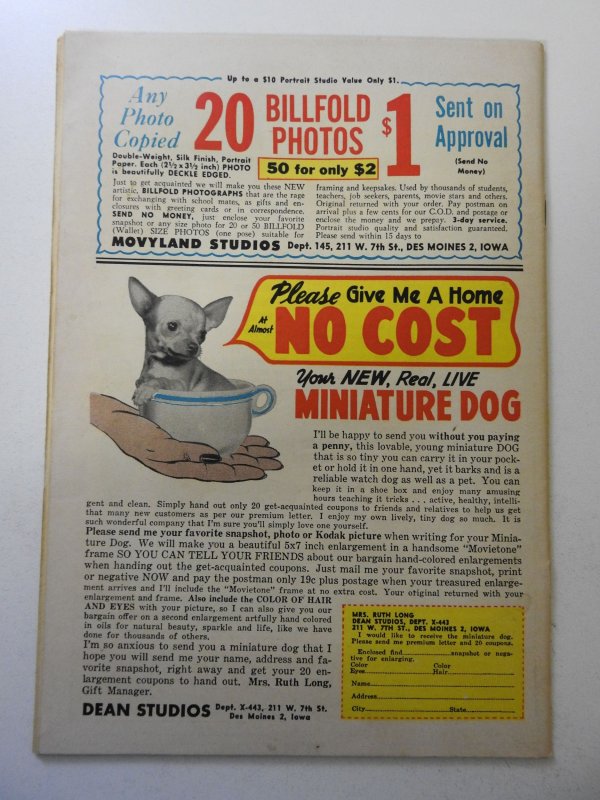 Up to a $10 Portrait Studio Value Only $1.
Any
Photo
Copied
20
BILLFOLD
PHOTOS
$1
50 for only $2
Sent on
Approval
(Send No
Money)
Double-Weight, Silk Finish, Portrait
Paper. Each (2½ x 3½ inch) PHOTO
is beautifully DECKLE EDGED.
Just to get acquainted we will make you these NEW
artistic, BILLFOLD PHOTOGRAPHS that are the rage
for exchanging with school mates, as gifts and en-
closures with greeting cards or in correspondence.
SEND NO MONEY, just enclose your favorite
snapshot or any size photo for 20 or 50 BILLFOLD
(Wallet) SIZE PHOTOS (one pose) suitable for
framing and keepsakes. Used by thousands of students,
teachers, job seekers, parents, movie stars and others.
Original returned with your order. Pay postman on
arrival plus a few cents for our C.O.D. and postage or
enclose the money and we prepay. 3-day service.
Portrait studio quality and satisfaction guaranteed.
Please send within 15 days to
MOVYLAND STUDIOS Dept. 145, 211 W. 7th St., DES MOINES 2, IOWA
Please Give Me A Home
At
Almost
NO COST
Your NEW, Real, LIVE
MINIATURE DOG
I'll be happy to send you without you paying
a penny, this lovable, young miniature DOG
that is so tiny you can carry it in your pock-
et or hold it in one hand, yet it barks and is a
reliable watch dog as well as a pet. You can
keep it in a shoe box and enjoy many amusing
hours teaching it tricks . . . active, healthy, intelli-
gent and clean. Simply hand out only 20 get-acquainted coupons to friends and relatives to help us get
that many new customers as per our premium letter. I enjoy my own lively, tiny dog so much. It is
such wonderful company that I'm sure you'll simply love one yourself.
Please send me your favorite snapshot, photo or Kodak picture when writing for your Minia-
ture Dog. We will make you a beautiful 5x7 inch enlargement in a handsome "Movietone"
frame SO YOU CAN TELL YOUR FRIENDS about our bargain hand-colored enlargements
when handing out the get-acquainted coupons. Just mail me your favorite snapshot, print
or negative NOW and pay the postman only 19c plus postage when your treasured enlarge-
ment arrives and I'll include the "Movietone" frame at no extra cost. Your original returned with your
enlargement and frame. Also include the COLOR OF HAIR
AND EYES with your picture, so I can also give you our
bargain offer on a second enlargement artfully hand colored
in oils for natural beauty, sparkle and life, like we have
done for thousands of others.
I'm so anxious to send you a miniature dog that I
hope you will send me your name, address and fa-
vorite snapshot, right away and get your 20 en-
largement coupons to hand out. Mrs. Ruth Long,
Gift Manager.
DEAN STUDIOS Dept. X-443, 211 W. 7th St.
Des Moines 2, Iowa
MRS. RUTH LONG
DEAN STUDIOS, DEPT. X-443
211 W. 7TH ST., DES MOINES 2, IOWA
I would like to receive the miniature dog.
Please send me premium letter and 20 coupons.
Enclosed find............snapshot or nega-
tive for enlarging.
Color Color
Eyes............ Hair............
Name............
Address............
City............ State............